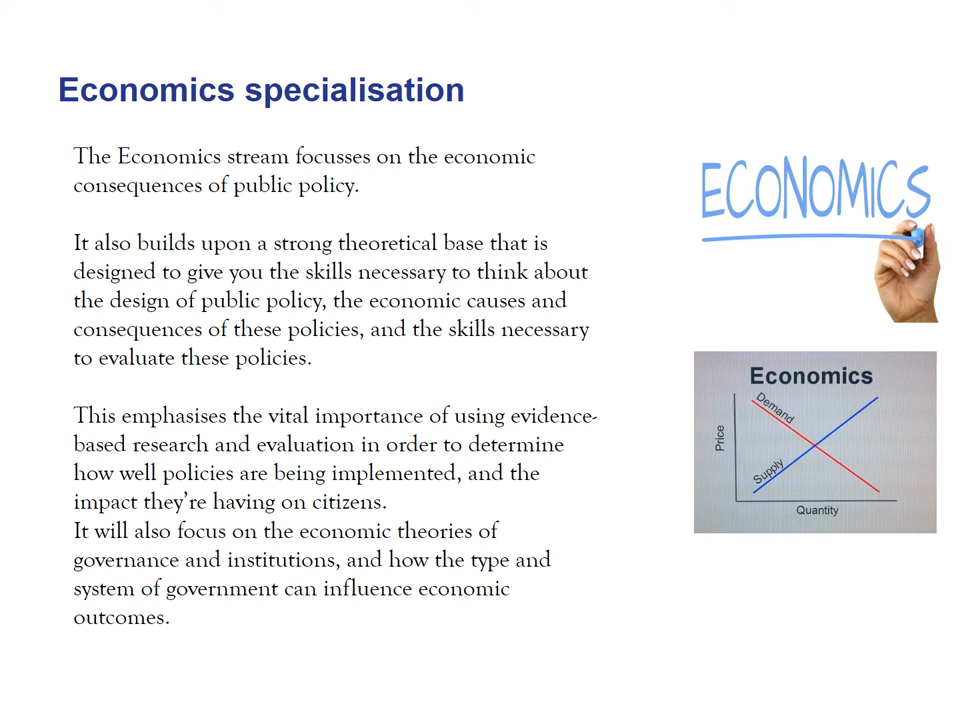 Economics specialisation
The Economics stream focusses on the economic
consequences of public policy.
It also builds upon a strong theoretical base that is
designed to give you the skills necessary to think about
the design of public policy, the economic causes and
consequences of these policies, and the skills necessary
to evaluate these policies.
This emphasises the vital importance of using evidence-
based research and evaluation in order to determine
how well policies are being implemented, and the
impact they're having on citizens.
It will also focus on the economic theories of
governance and institutions, and how the type and
system of government can influence economic
outcomes.
ECONOMICS
Economics
Demand
Price
Supply
Quantity